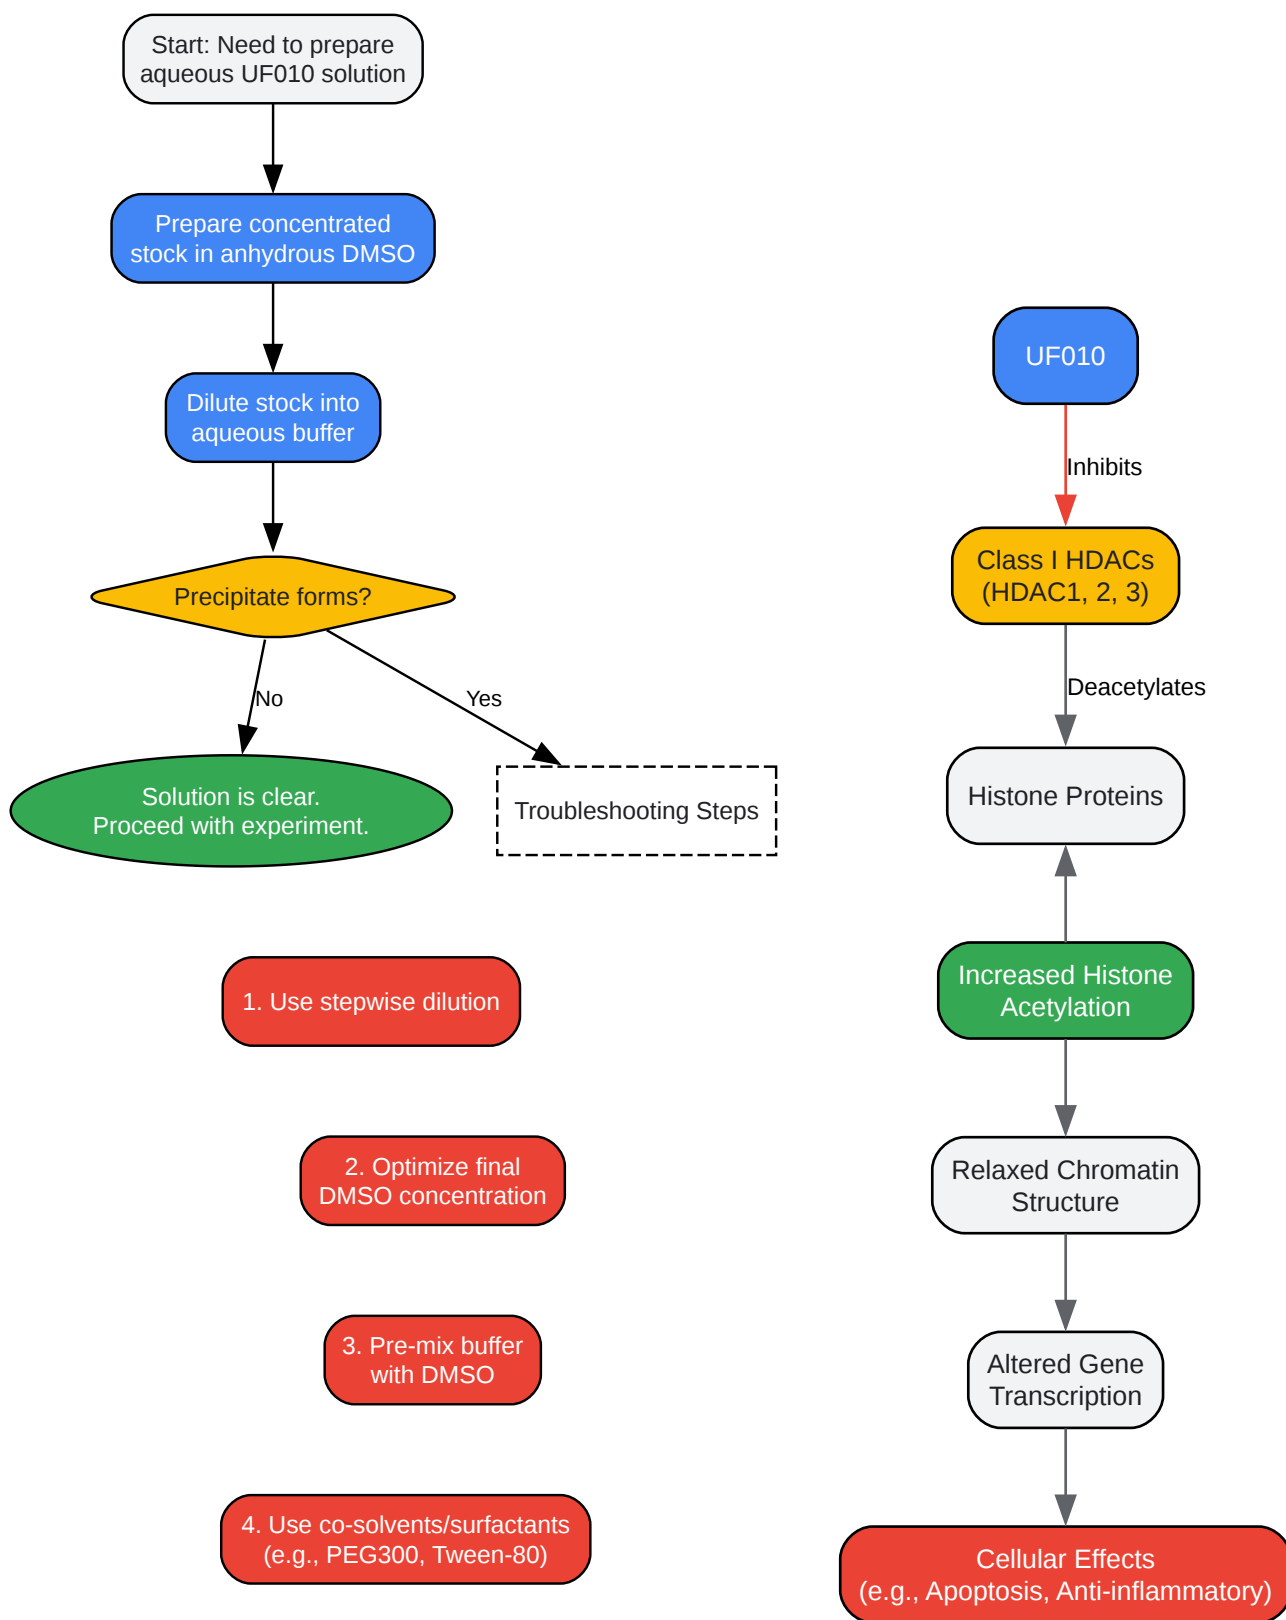 Start: Need to prepare
aqueous UF010 solution
Prepare concentrated
stock in anhydrous DMSO
Dilute stock into
aqueous buffer
Precipitate forms?
No
Yes
Solution is clear.
Proceed with experiment.
Troubleshooting Steps
1. Use stepwise dilution
2. Optimize final
DMSO concentration
3. Pre-mix buffer
with DMSO
4. Use co-solvents/surfactants
(e.g., PEG300, Tween-80)
UF010
Inhibits
Class I HDACs
(HDAC1, 2, 3)
Deacetylates
Histone Proteins
Increased Histone
Acetylation
Relaxed Chromatin
Structure
Altered Gene
Transcription
Cellular Effects
(e.g., Apoptosis, Anti-inflammatory)